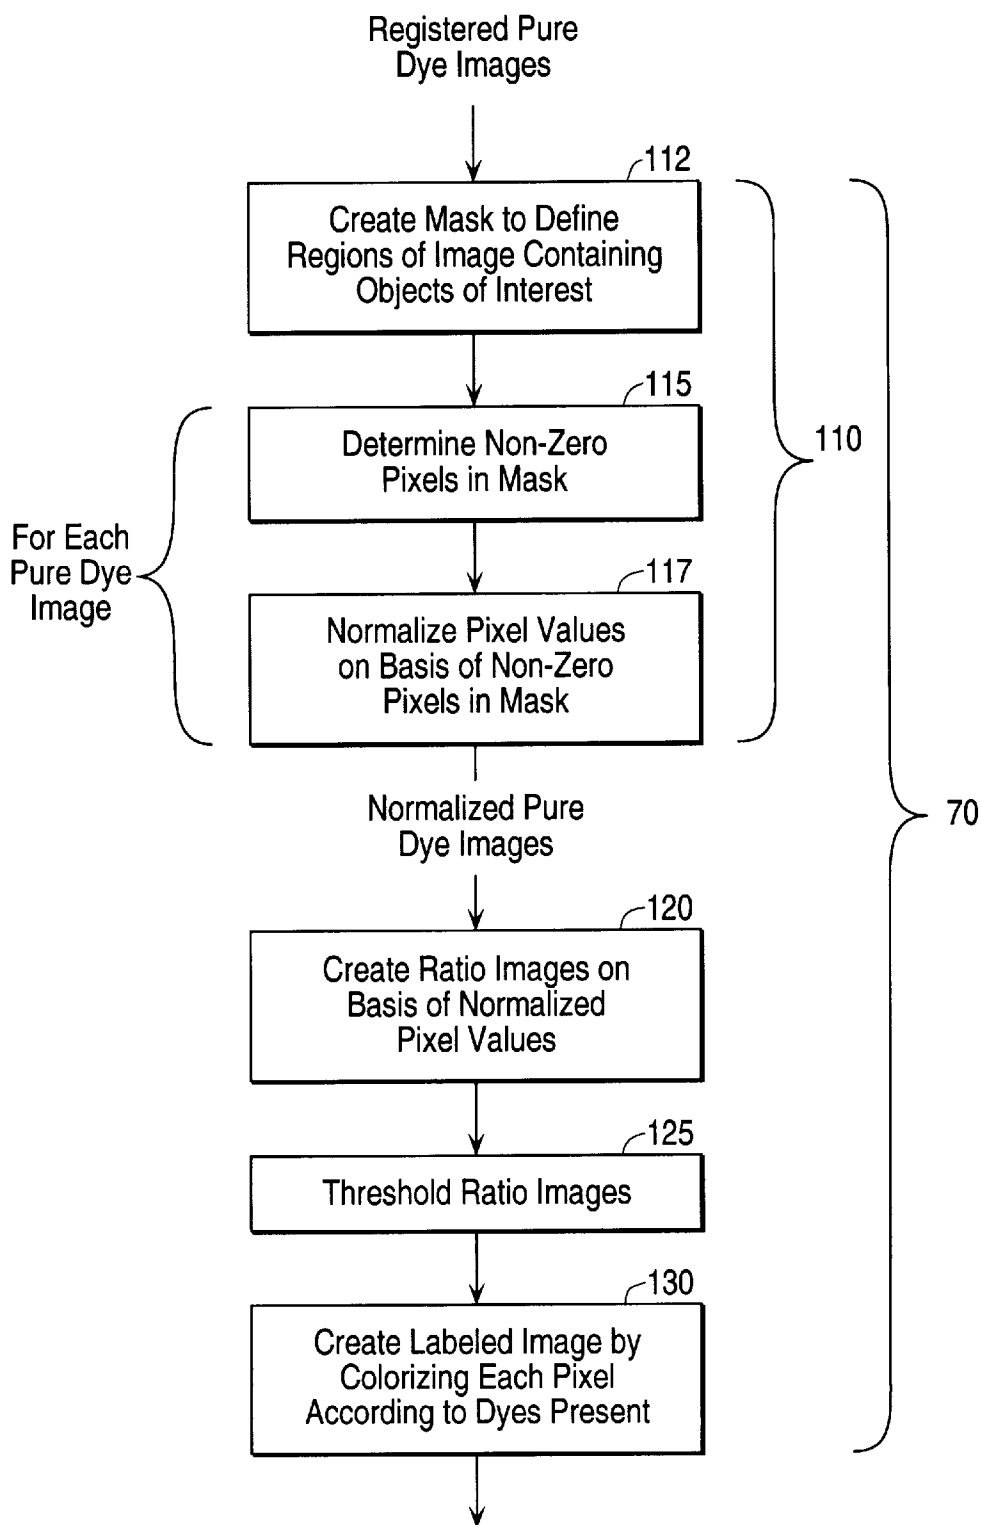 Registered Pure
Dye Images
112
Create Mask to Define
Regions of Image Containing
Objects of Interest
115
Determine Non-Zero
Pixels in Mask
110
For Each
Pure Dye
Image
117
Normalize Pixel Values
on Basis of Non-Zero
Pixels in Mask
Normalized Pure
Dye Images
70
120
Create Ratio Images on
Basis of Normalized
Pixel Values
125
Threshold Ratio Images
130
Create Labeled Image by
Colorizing Each Pixel
According to Dyes Present